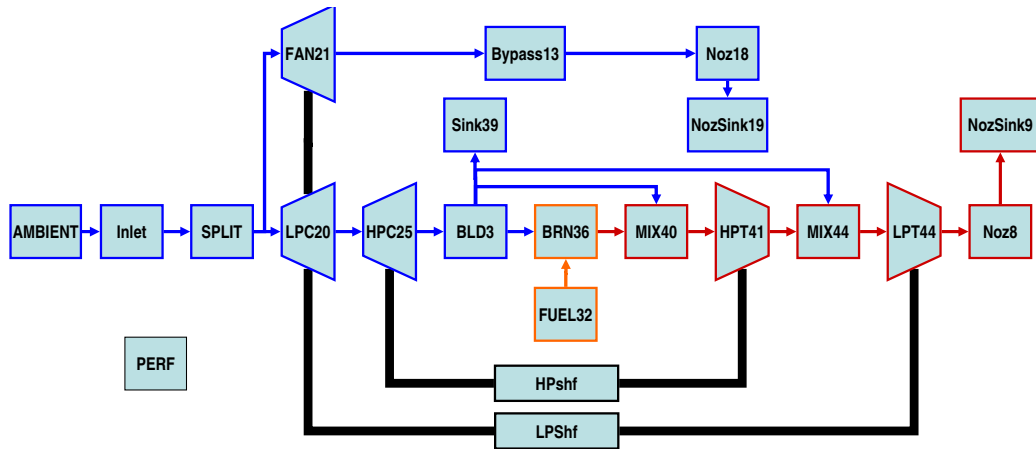 FAN21
Bypass13
Noz18
Sink39
NozSink19
NozSink9
AMBIENT
Inlet
SPLIT
LPC20
HPC25
BLD3
BRN36
MIX40
HPT41
MIX44
LPT44
Noz8
FUEL32
PERF
HPshf
LPShf